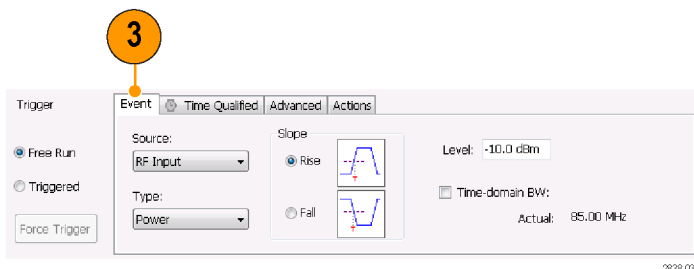 3
Trigger
Event Time Qualified Advanced Actions
Free Run
Triggered
Force Trigger
Source:
RF Input
Type:
Power
Slope
Rise
T
Fall
T
Level: -10.0 dBm
Time-domain BW:
Actual: 85.00 MHz